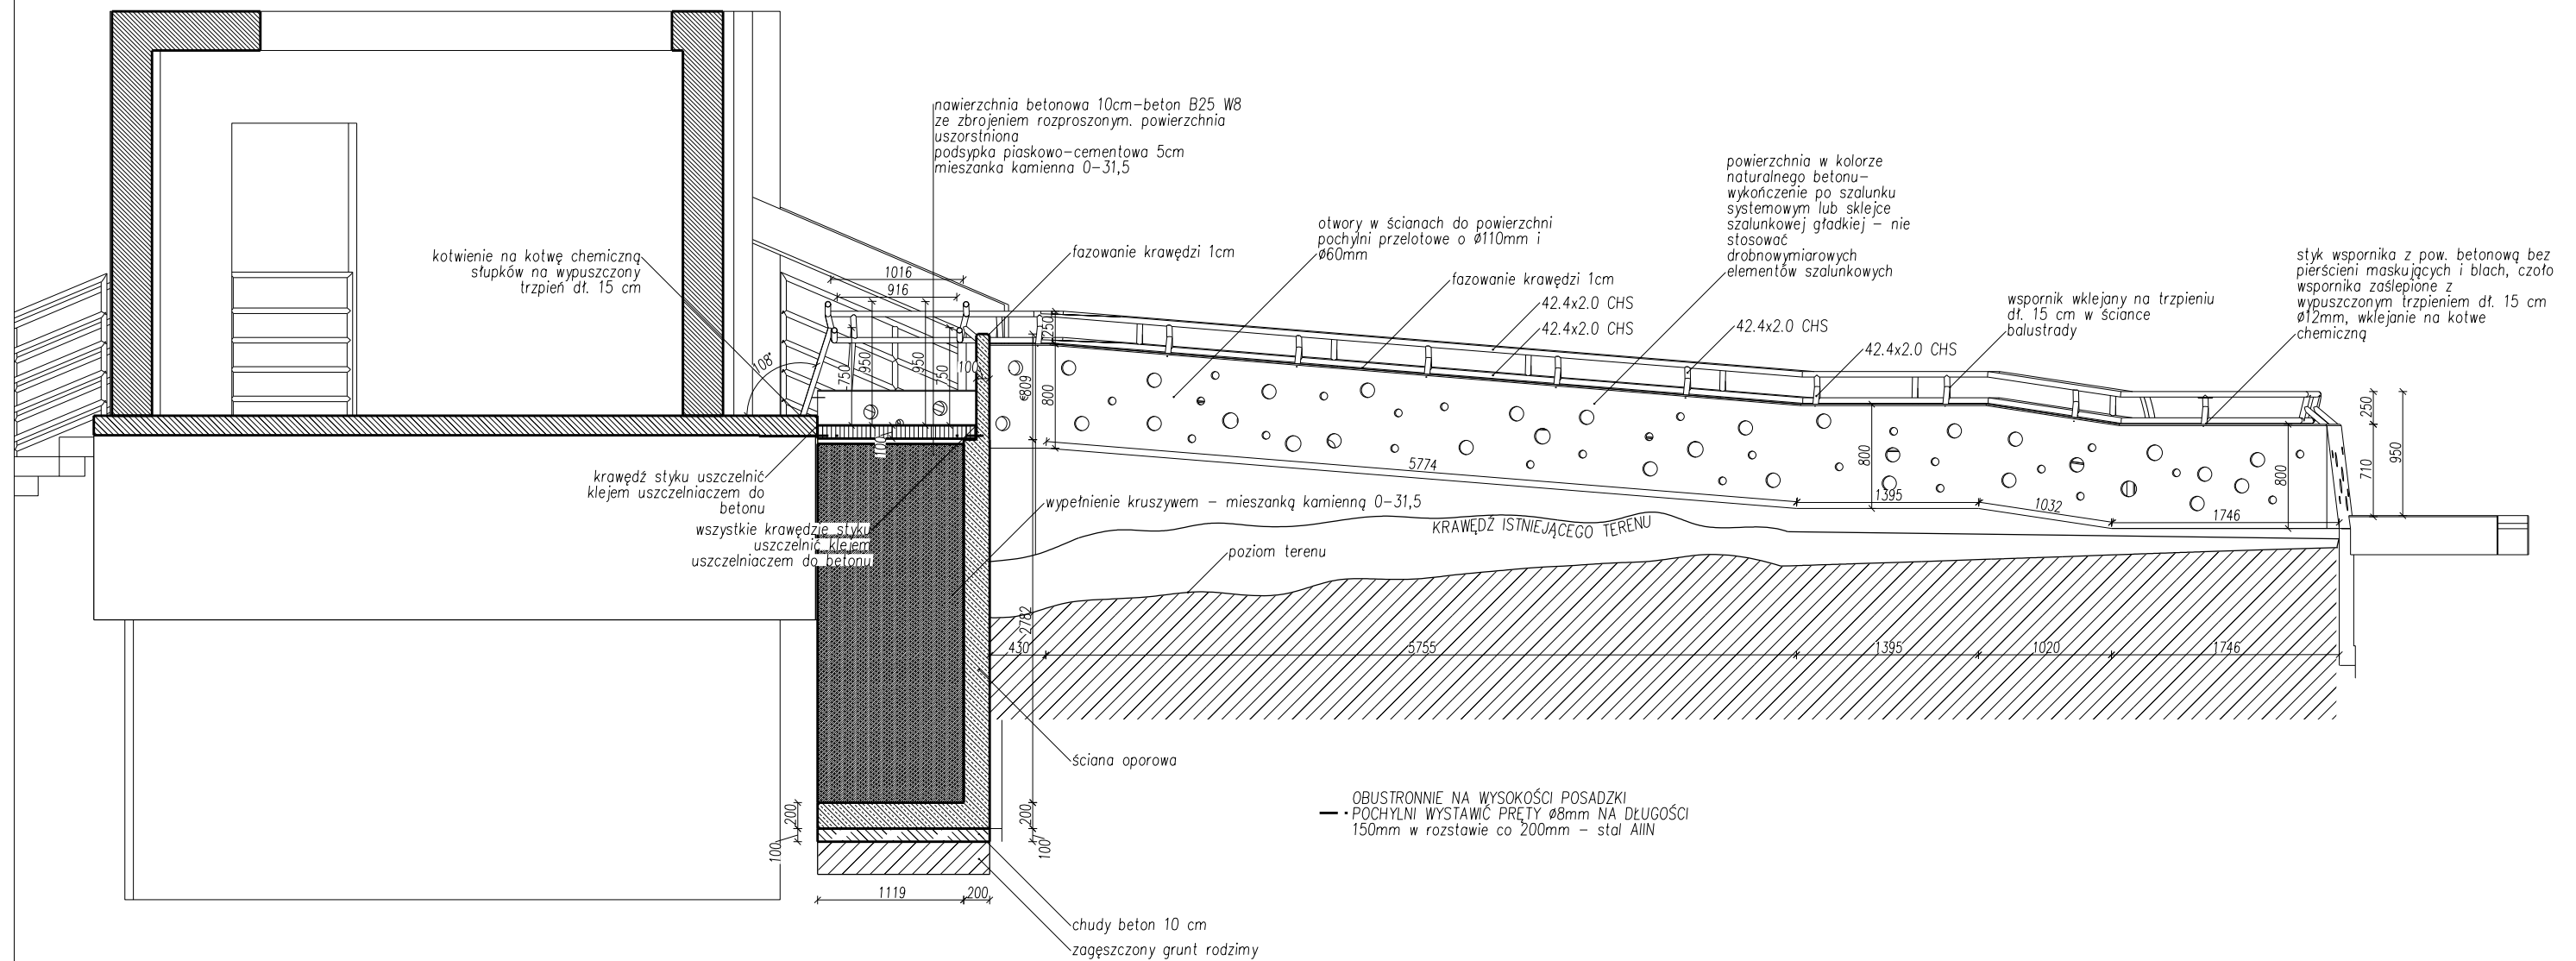 nawierzchnia betonowa 10cm-beton B25 W8
ze zbrojeniem rozproszonym. powierzchnia
uszorstniona
podsypka piaskowo-cementowa 5cm
mieszanka kamienna 0-31,5
powierzchnia w kolorze
naturalnego betonu-
wykończenie po szalunku
systemowym lub sklejce
szalunkowej gładkiej - nie
stosować
drobnowymiarowych
elementów szalunkowych
otwory w ścianach do powierzchni
pochylni przelotowe o ø110mm i
ø60mm
fazowanie krawędzi 1cm
fazowanie krawędzi 1cm
kotwienie na kotwę chemiczną
słupków na wypuszczony
trzpień dł. 15 cm
styk wspornika z pow. betonową bez
pierścieni maskujących i blach, czoło
wspornika zaślepione z
wypuszczonym trzpieniem dł. 15 cm
ø12mm, wklejanie na kotwe
chemiczną
wspornik wklejany na trzpieniu
dł. 15 cm w ściance
balustrady
42.4x2.0 CHS
42.4x2.0 CHS
42.4x2.0 CHS
42.4x2.0 CHS
1016
916
108°
750
950
950
750
100
100
250
809
800
800
800
250
710
950
5774
1395
1032
1746
krawędź styku uszczelnić
klejem uszczelniaczem do
betonu
wszystkie krawędzie styku
uszczelnić klejem
uszczelniaczem do betonu
wypełnienie kruszywem - mieszanką kamienną 0-31,5
KRAWĘDŹ ISTNIEJĄCEGO TERENU
poziom terenu
2782
430
5755
1395
1020
1746
ściana oporowa
OBUSTRONNIE NA WYSOKOŚCI POSADZKI
POCHYLNI WYSTAWIĆ PRĘTY ø8mm NA DŁUGOŚCI
150mm w rozstawie co 200mm - stal AIIN
200
100
200
100
1119
200
chudy beton 10 cm
zagęszczony grunt rodzimy